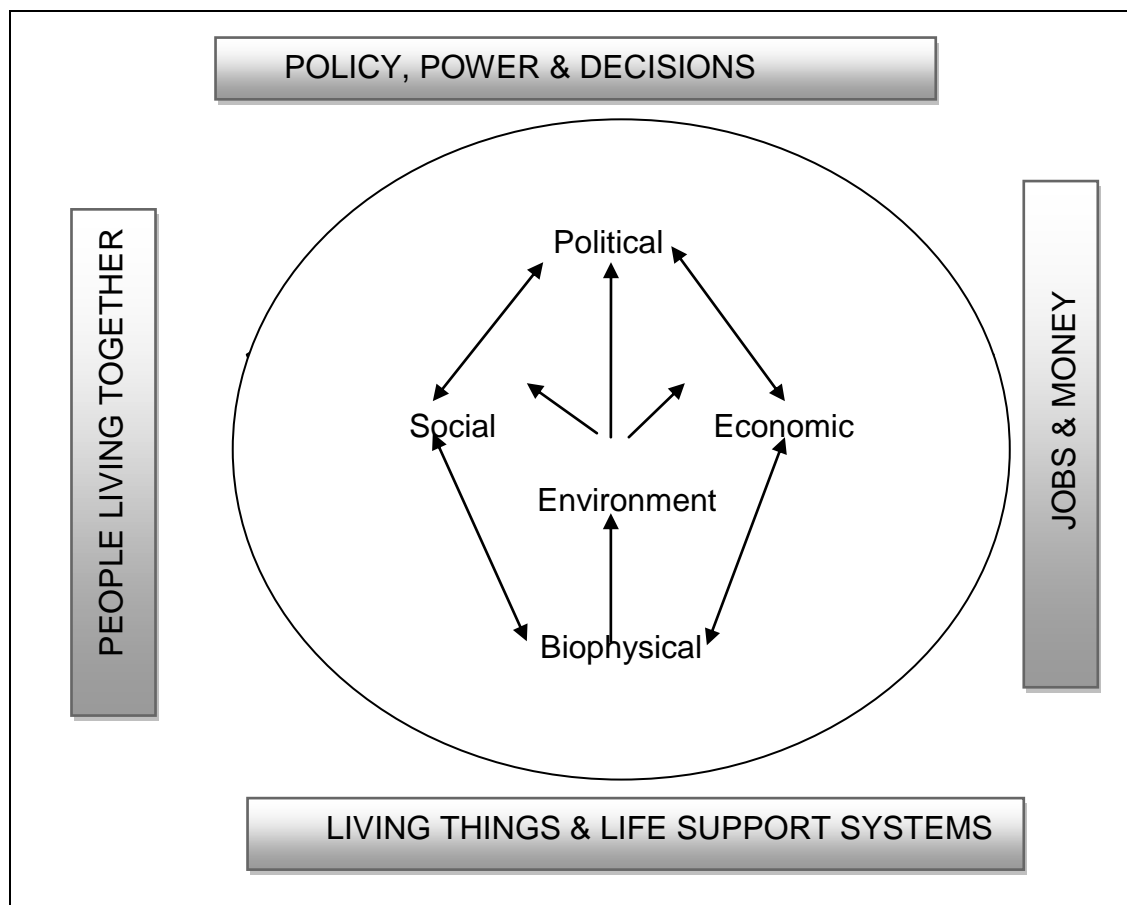 POLICY, POWER & DECISIONS
PEOPLE LIVING TOGETHER
Political
Social
Economic
Environment
Biophysical
JOBS & MONEY
LIVING THINGS & LIFE SUPPORT SYSTEMS